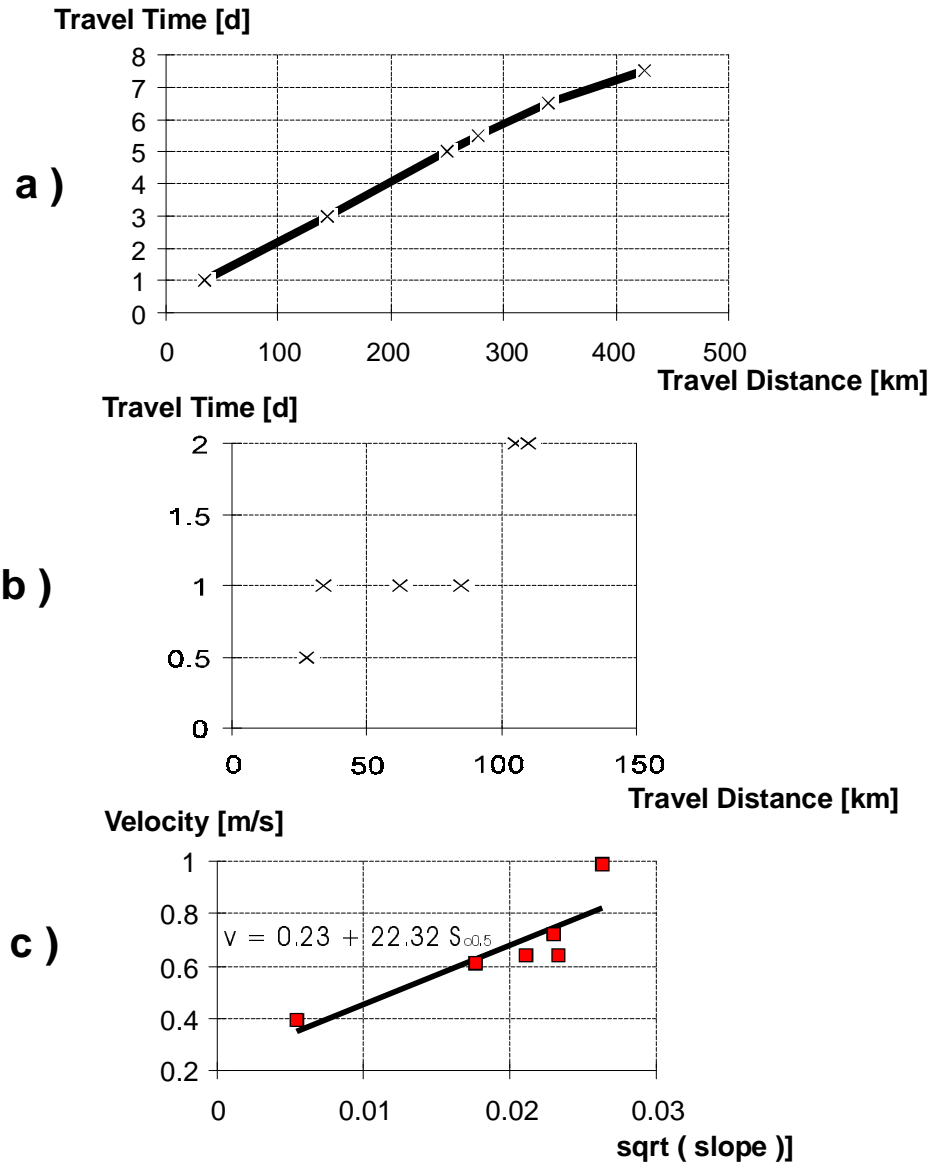 Travel Time [d]
a )
8
7
6
5
4
3
2
1
0
0 100 200 300 400 500
Travel Distance [km]
Travel Time [d]
b )
2
1.5
1
0.5
0
0 50 100 150
Travel Distance [km]
Velocity [m/s]
c )
1
0.8
v = 0.23 + 22.32 S₀0,5
0.6
0.4
0.2
0 0.01 0.02 0.03
sqrt ( slope )]